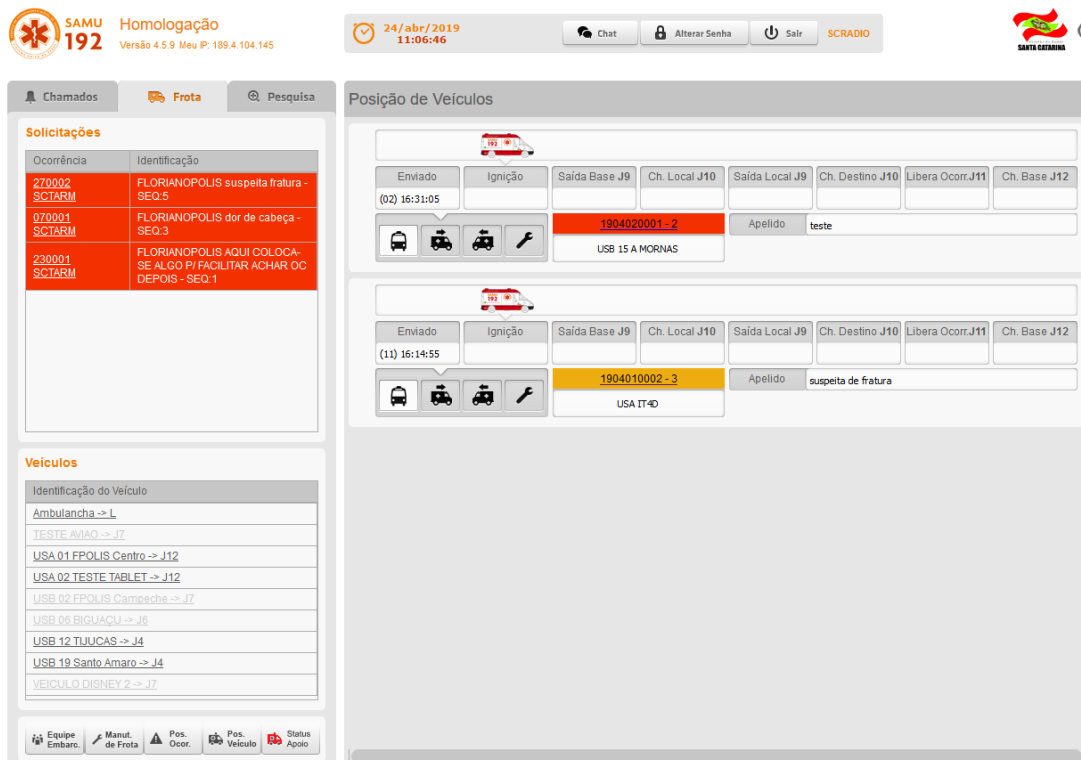 SAMU
192
Homologação
Versão 4.5.9 Meu IP: 189.4.104.145
24/abr/2019
11:06:46
Chat
Alterar Senha
Sair
SCRADIO
SANTA CATARINA
Chamados
Frota
Pesquisa
Solicitações
Ocorrência Identificação
270002
SCTARM
FLORIANOPOLIS suspeita fratura -
SEQ:5
070001
SCTARM
FLORIANOPOLIS dor de cabeça -
SEQ:3
230001
SCTARM
FLORIANOPOLIS AQUI COLOCA-
SE ALGO P/ FACILITAR ACHAR OC
DEPOIS - SEQ:1
Veiculos
Identificação do Veículo
Ambulancha -> L
TESTE AVIAO -> J7
USA 01 FPOLIS Centro -> J12
USA 02 TESTE TABLET -> J12
USB 02 FPOLIS Campeche -> J7
USB 06 BIGUAÇU -> J6
USB 12 TIJUCAS -> J4
USB 19 Santo Amaro -> J4
VEICULO DISNEY 2 -> J7
Equipe
Embarc.
Manut.
de Frota
Pos.
Ocor.
Pos.
Veículo
Status
Apoio
Posição de Veículos
192
Enviado Ignição Saída Base J9 Ch. Local J10 Saída Local J9 Ch. Destino J10 Libera Ocorr.J11 Ch. Base J12
(02) 16:31:05
1904020001 - 2
USB 15 A MORNAS
Apelido teste
192
Enviado Ignição Saída Base J9 Ch. Local J10 Saída Local J9 Ch. Destino J10 Libera Ocorr.J11 Ch. Base J12
(11) 16:14:55
1904010002 - 3
USA IT4D
Apelido suspeita de fratura